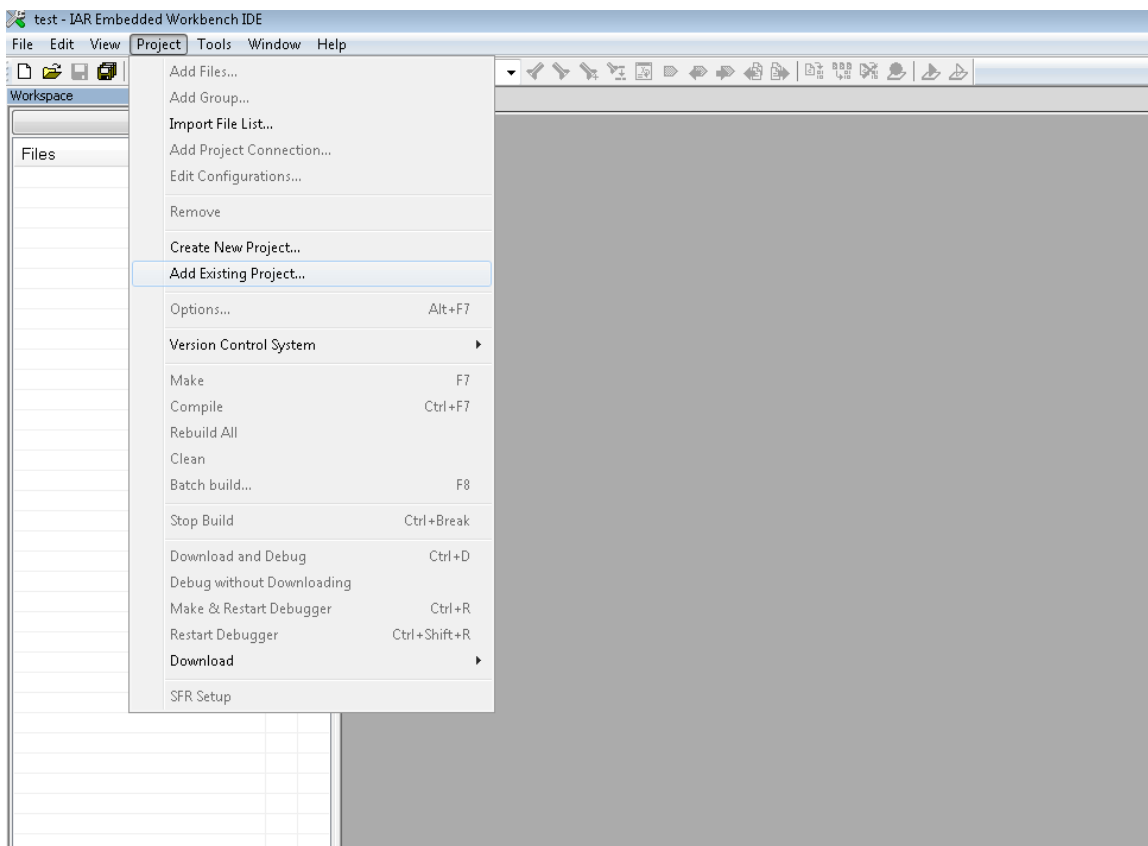 test - IAR Embedded Workbench IDE
File Edit View Project Tools Window Help
Workspace
Files
Add Files...
Add Group...
Import File List...
Add Project Connection...
Edit Configurations...
Remove
Create New Project...
Add Existing Project...
Options... Alt+F7
Version Control System
Make F7
Compile Ctrl+F7
Rebuild All
Clean
Batch build... F8
Stop Build Ctrl+Break
Download and Debug Ctrl+D
Debug without Downloading
Make & Restart Debugger Ctrl+R
Restart Debugger Ctrl+Shift+R
Download
SFR Setup